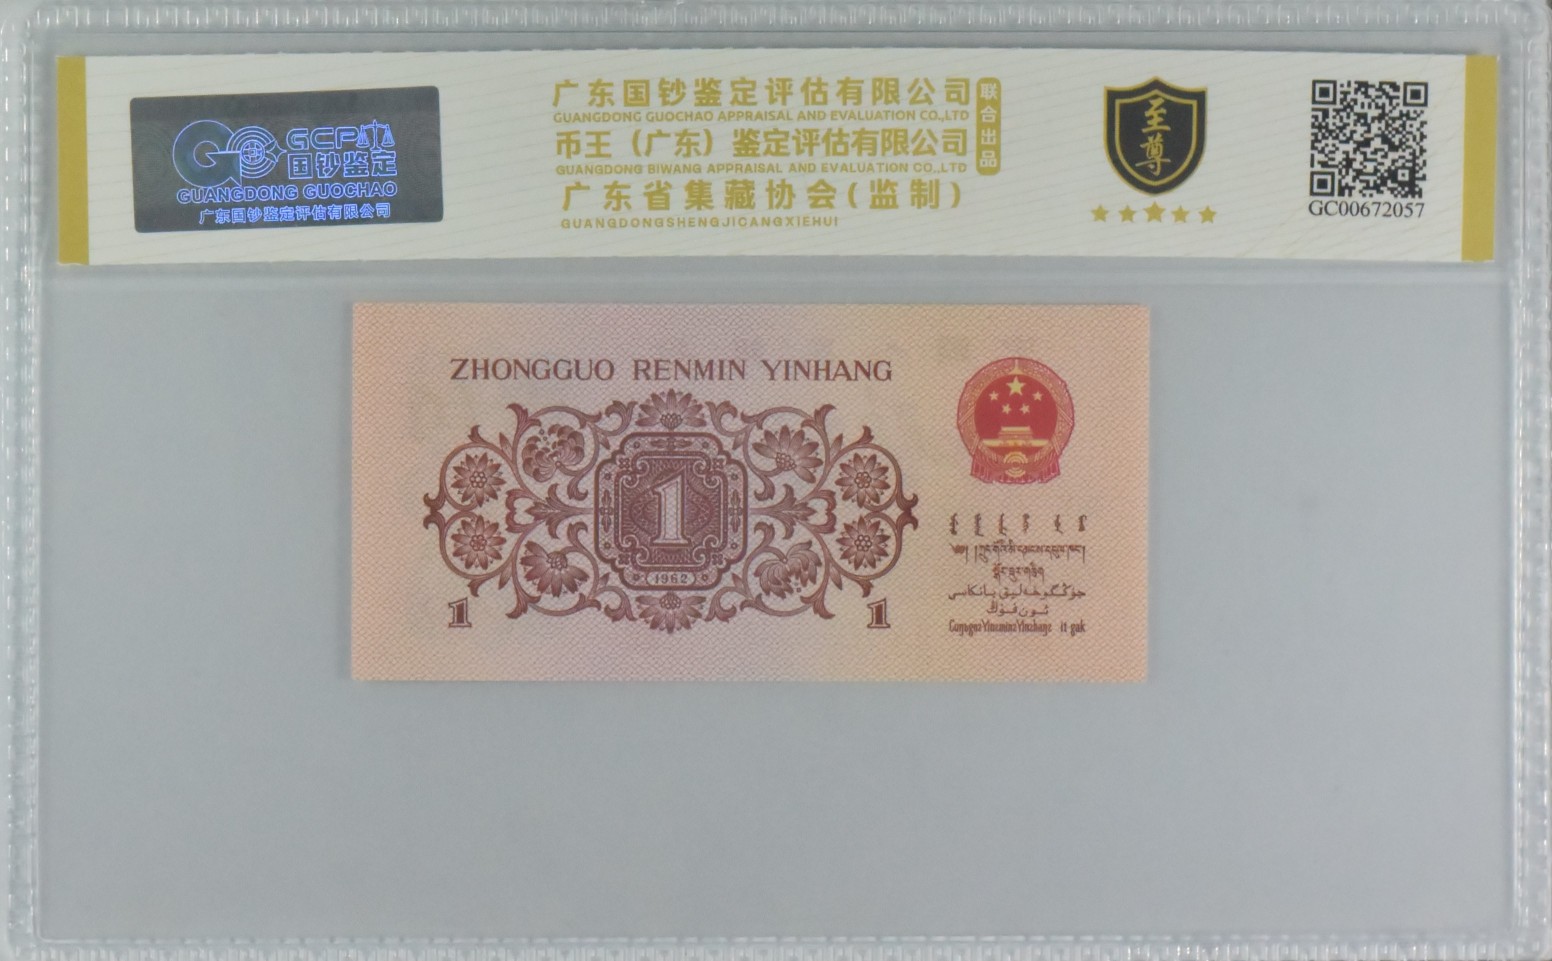 GCP
国钞鉴定
GUANGDONG GUOCHAO
广东国钞鉴定评估有限公司
广东国钞鉴定评估有限公司
GUANGDONG GUOCHAO APPRAISAL AND EVALUATION CO.,LTD
币王（广东）鉴定评估有限公司
GUANGDONG BIWANG APPRAISAL AND EVALUATION CO.,LTD
广东省集藏协会(监制)
GUANGDONGSHENGJICANGXIEHUI
联合出品
至尊
GC00672057
ZHONGGUO RENMIN YINHANG
1
1962
1
1
جۇڭگو خەلىق بانكاسى